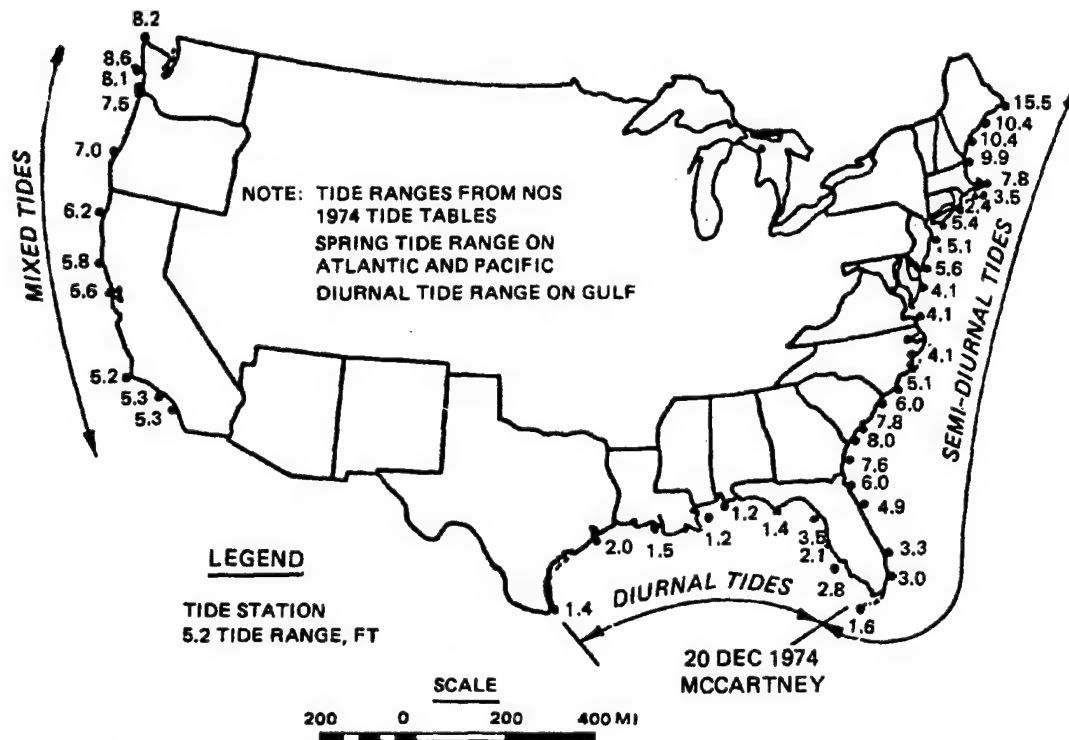 8.2
8.6
8.1
7.5
7.0
6.2
5.8
5.6
5.2
5.3
5.3
MIXED TIDES
NOTE: TIDE RANGES FROM NOS
1974 TIDE TABLES
SPRING TIDE RANGE ON
ATLANTIC AND PACIFIC
DIURNAL TIDE RANGE ON GULF
15.5
10.4
10.4
9.9
7.8
3.5
2.4
5.4
5.1
5.6
4.1
4.1
4.1
5.1
6.0
7.8
8.0
7.6
6.0
4.9
3.3
3.0
SEMI-DIURNAL TIDES
1.4
2.0
1.5
1.2
1.2
1.4
3.5
2.1
2.8
1.6
DIURNAL TIDES
20 DEC 1974
MCCARTNEY
LEGEND
TIDE STATION
5.2 TIDE RANGE, FT
SCALE
200 0 200 400 MI